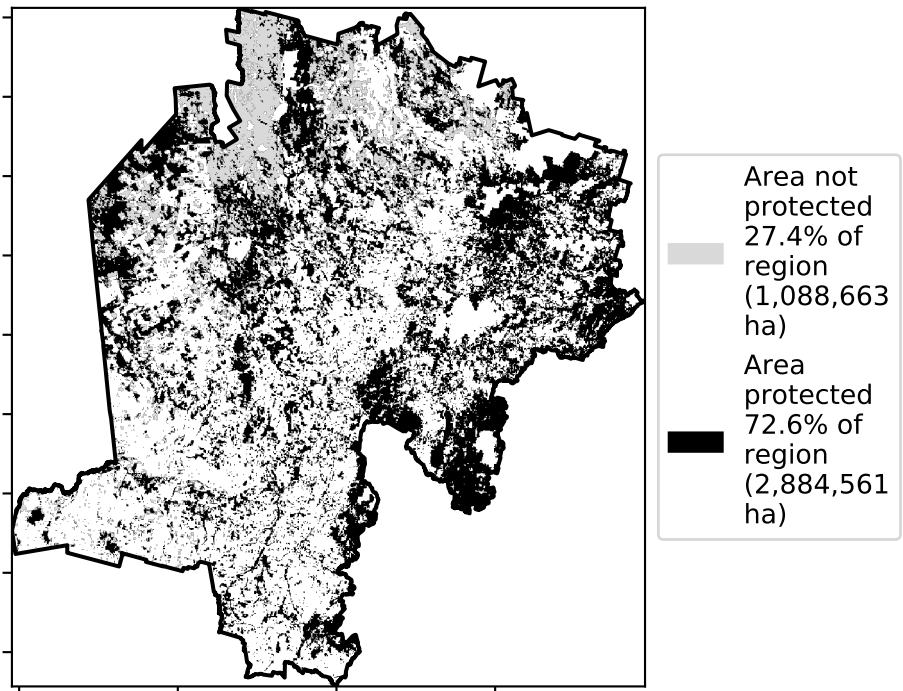 Area not
protected
27.4% of
region
(1,088,663
ha)
Area
protected
72.6% of
region
(2,884,561
ha)